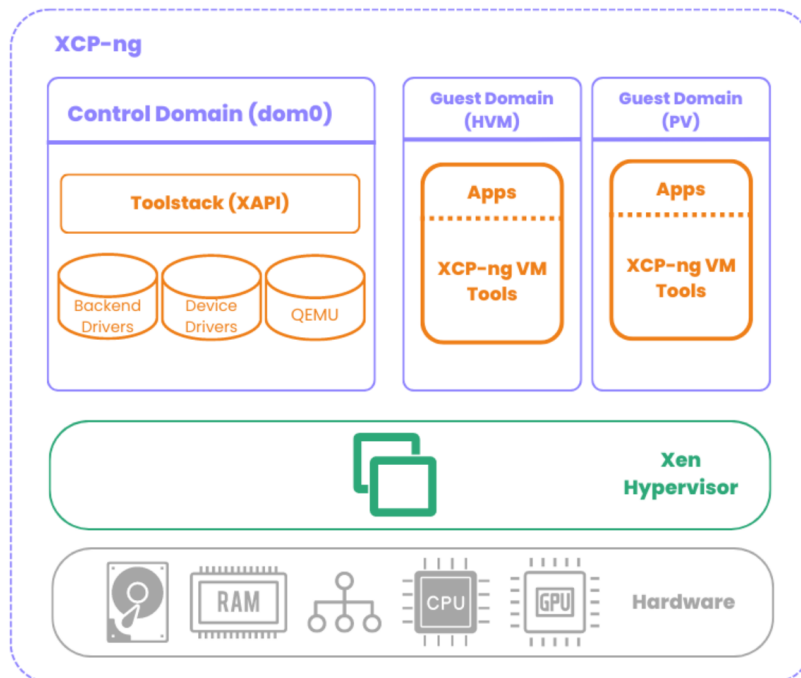 XCP-ng
Control Domain (dom0)
Toolstack (XAPI)
Backend
Drivers
Device
Drivers
QEMU
Guest Domain
(HVM)
Apps
XCP-ng VM
Tools
Guest Domain
(PV)
Apps
XCP-ng VM
Tools
Xen
Hypervisor
RAM
CPU
GPU
Hardware